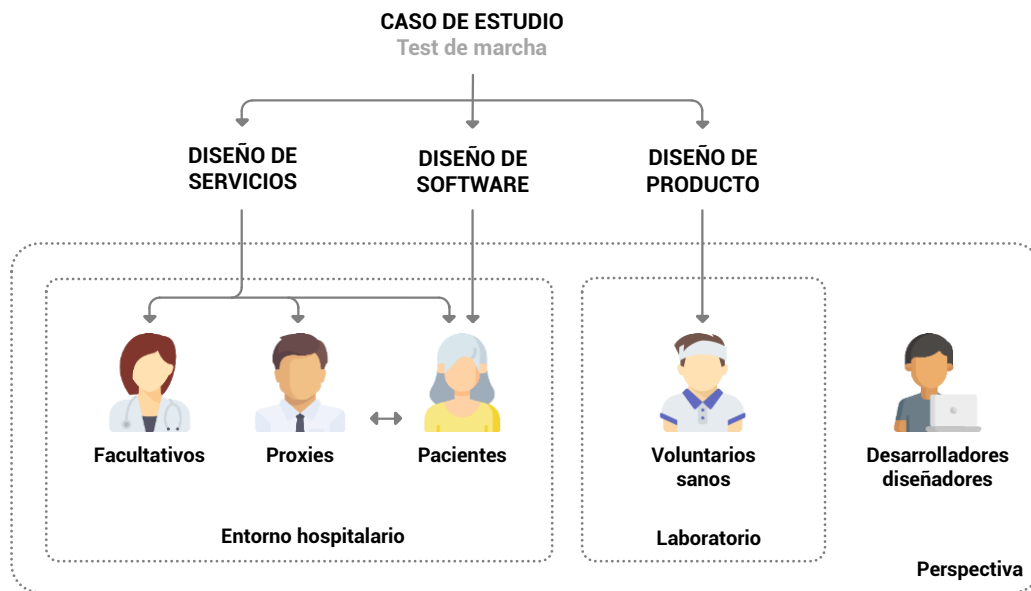 CASO DE ESTUDIO
Test de marcha
DISEÑO DE
SERVICIOS
DISEÑO DE
SOFTWARE
DISEÑO DE
PRODUCTO
Facultativos
Proxies
Pacientes
Entorno hospitalario
Voluntarios
sanos
Laboratorio
Desarrolladores
diseñadores
Perspectiva